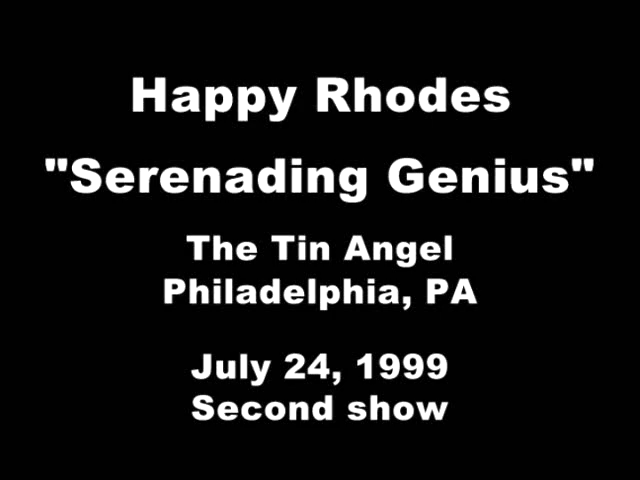 Happy Rhodes
"Serenading Genius"
The Tin Angel
Philadelphia, PA
July 24, 1999
Second show